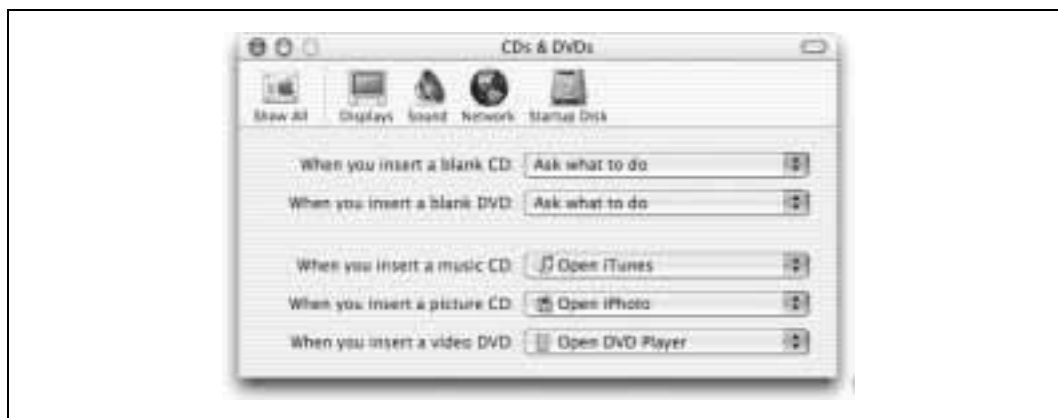 CDs & DVDs
Show All Displays Sound Network Startup Disk
When you insert a blank CD: Ask what to do
When you insert a blank DVD: Ask what to do
When you insert a music CD: Open iTunes
When you insert a picture CD: Open iPhoto
When you insert a video DVD: Open DVD Player